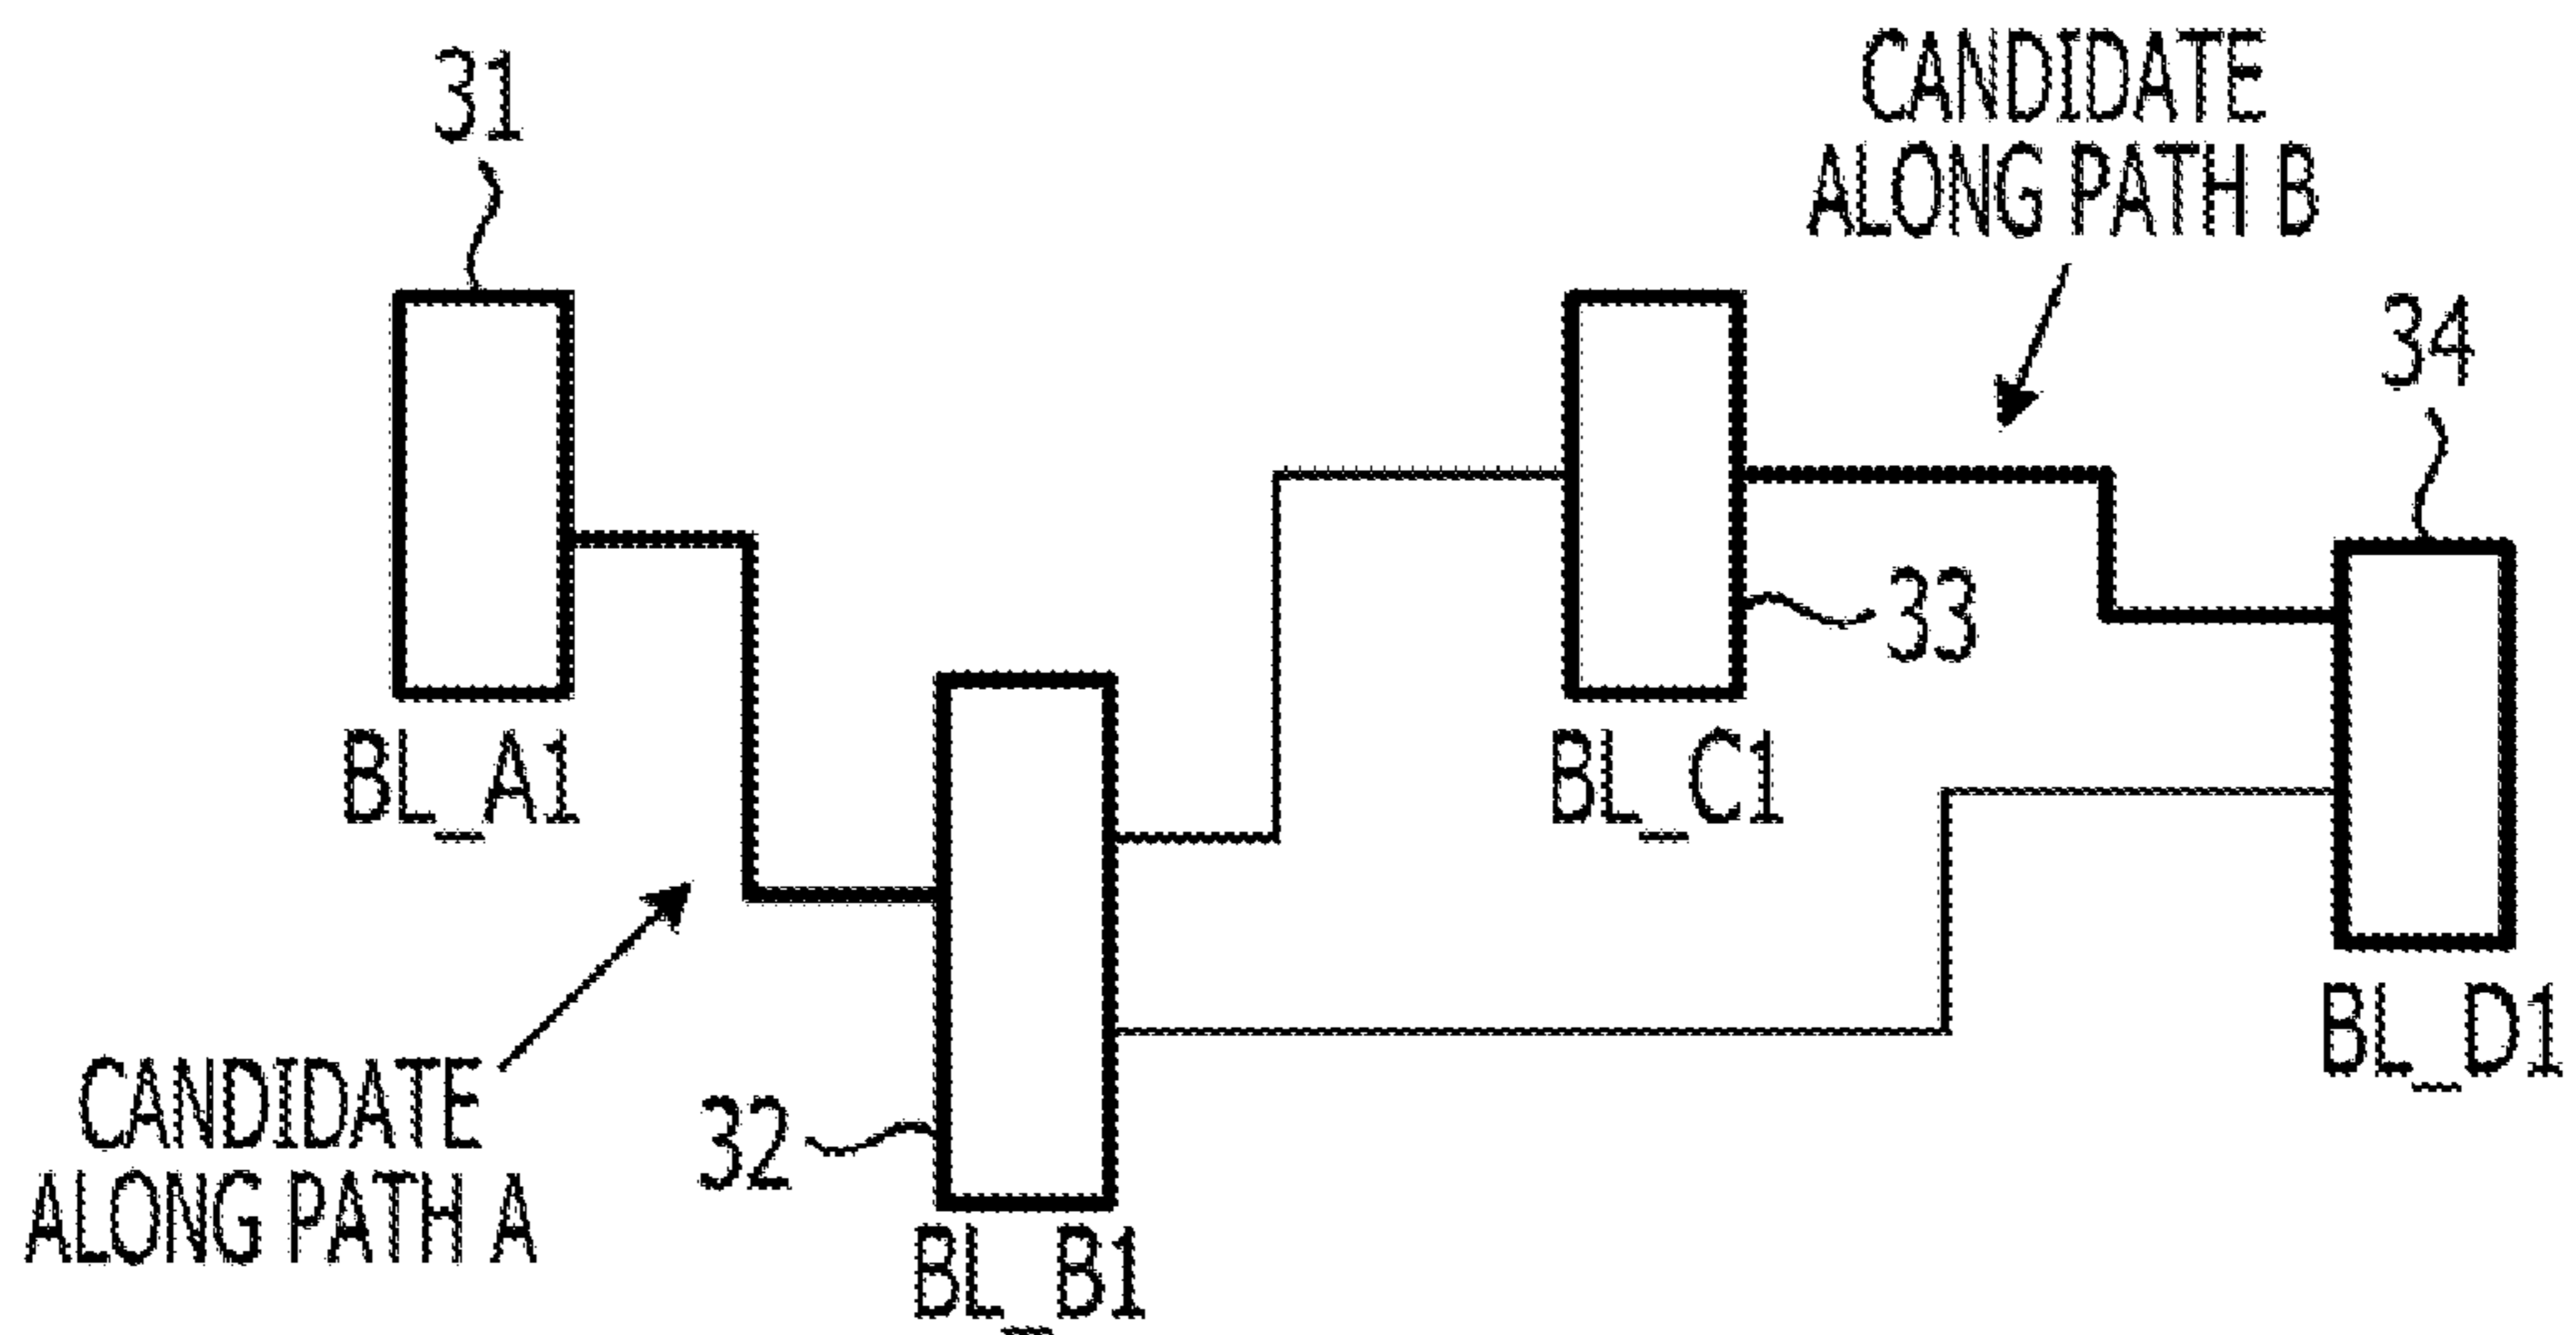 31
CANDIDATE
ALONG PATH B
34
33
BL_A1
BL_C1
BL_D1
CANDIDATE
ALONG PATH A
32
BL_B1